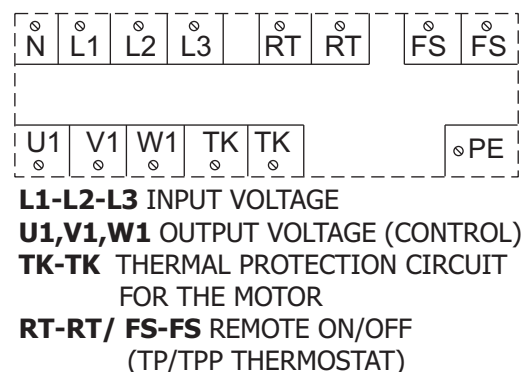 N L1 L2 L3 RT RT FS FS
U1 V1 W1 TK TK PE
L1-L2-L3 INPUT VOLTAGE
U1,V1,W1 OUTPUT VOLTAGE (CONTROL)
TK-TK THERMAL PROTECTION CIRCUIT
FOR THE MOTOR
RT-RT/ FS-FS REMOTE ON/OFF
(TP/TPP THERMOSTAT)